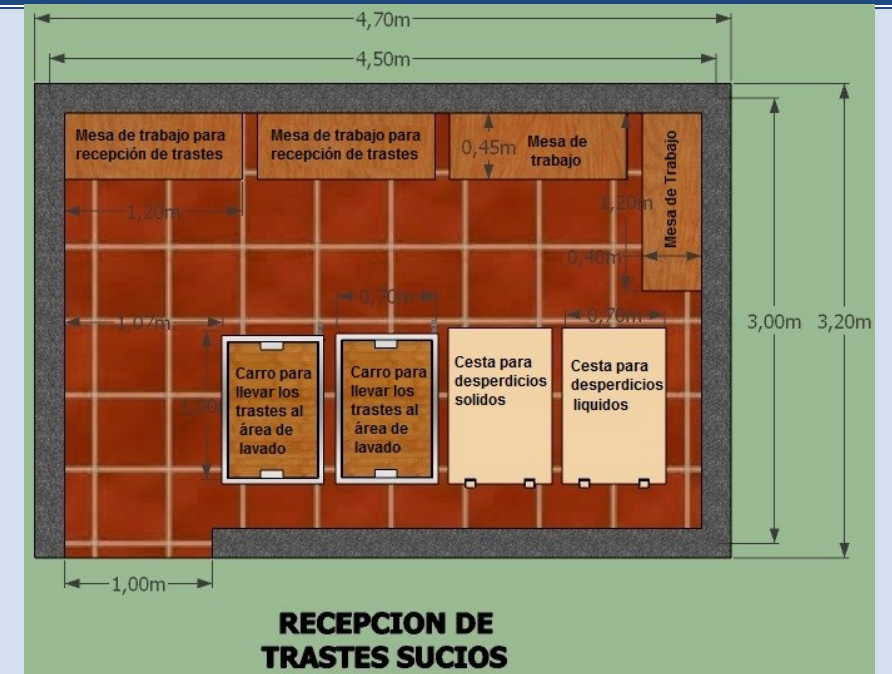 4,70m
4,50m
Mesa de trabajo para
recepción de trastes
Mesa de trabajo para
recepción de trastes
0,45m
Mesa de
trabajo
Mesa de Trabajo
1,20m
1,20m
0,40m
0,70m
0,70m
1,07m
3,00m
3,20m
Carro para
llevar los
trastes al
área de
lavado
Carro para
llevar los
trastes al
área de
lavado
Cesta para
desperdicios
solidos
Cesta para
desperdicios
liquidos
1,00m
RECEPCION DE
TRASTES SUCIOS